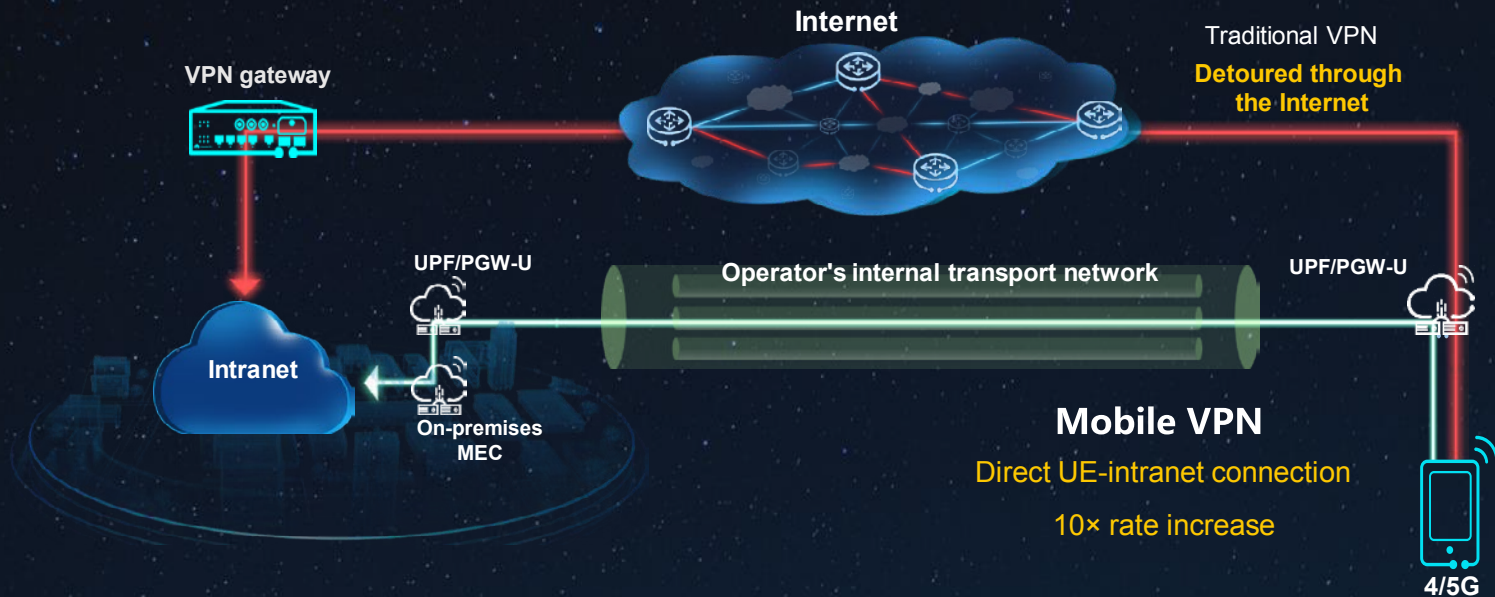 Internet
Traditional VPN
Detoured through
the Internet
VPN gateway
UPF/PGW-U
Operator's internal transport network
UPF/PGW-U
Intranet
On-premises
MEC
Mobile VPN
Direct UE-intranet connection
10× rate increase
4/5G